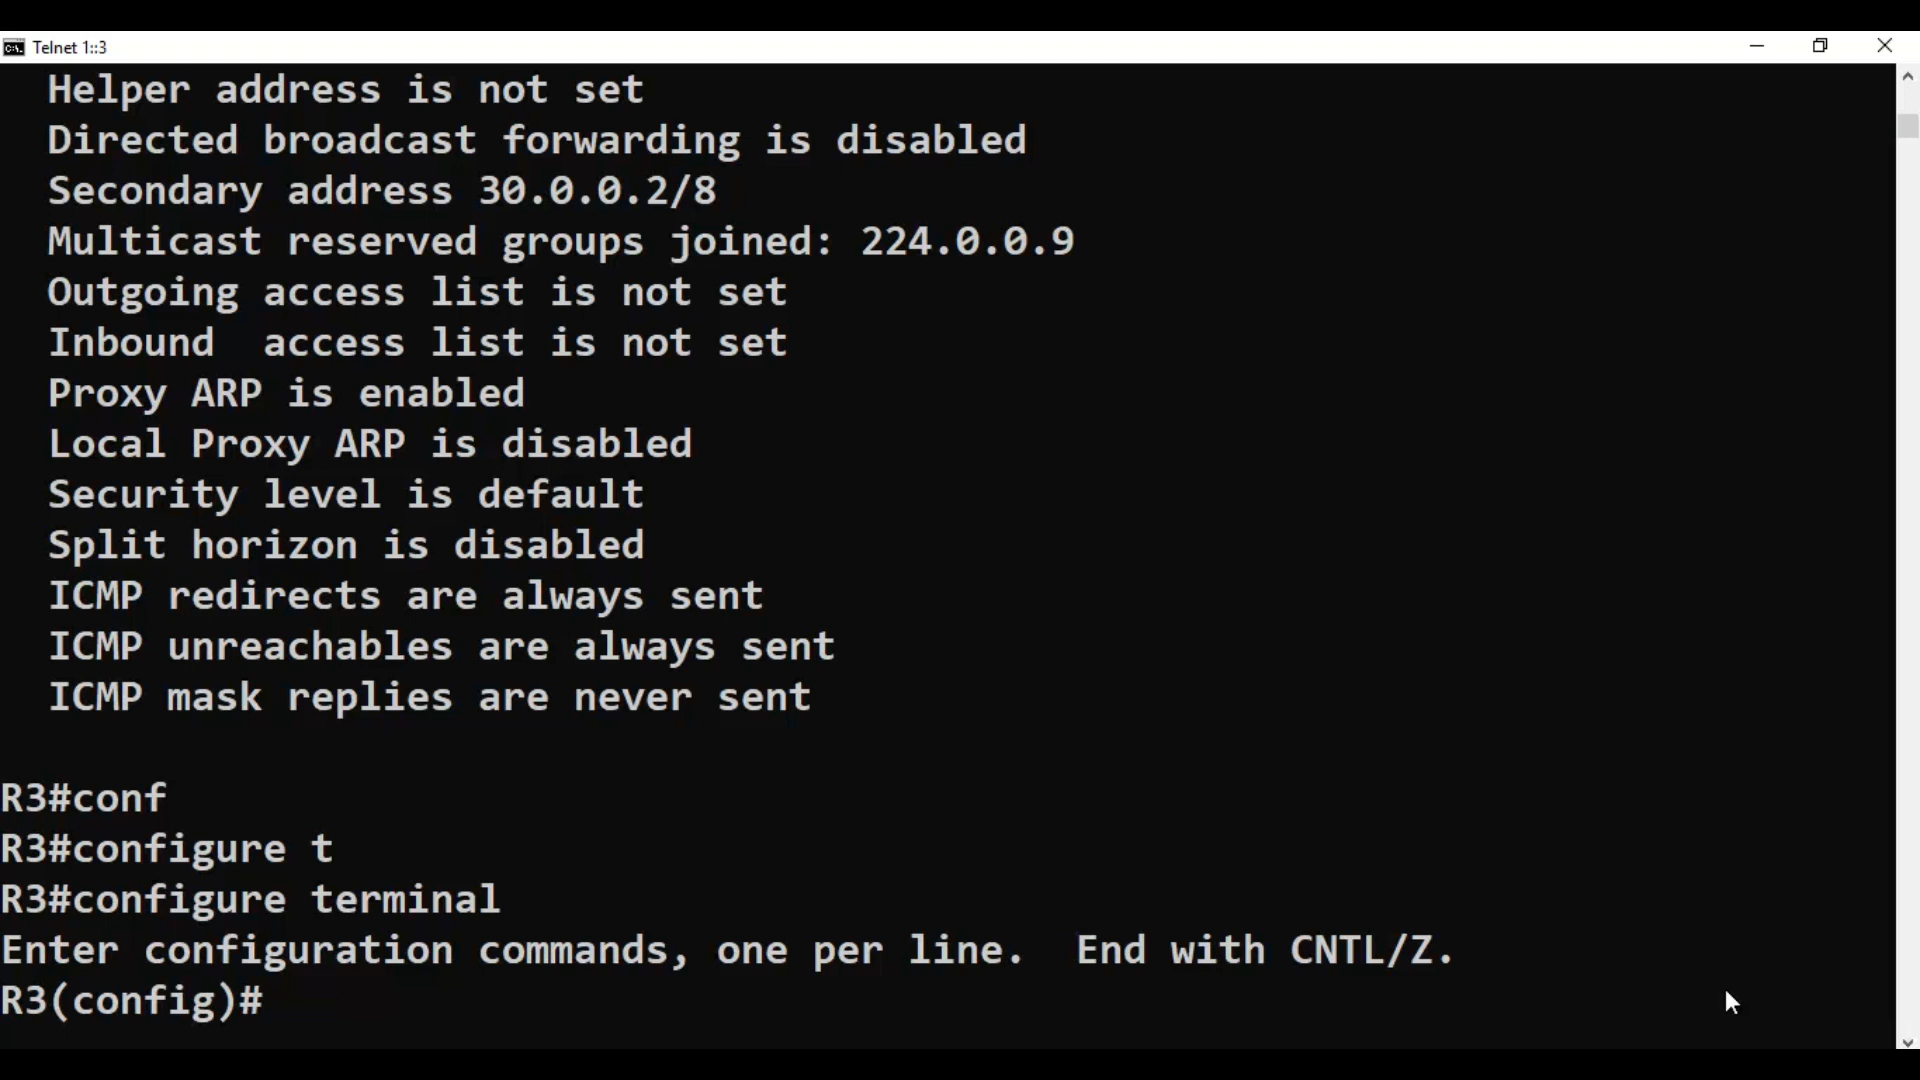 Telnet 1::3
Helper address is not set
Directed broadcast forwarding is disabled
Secondary address 30.0.0.2/8
Multicast reserved groups joined: 224.0.0.9
Outgoing access list is not set
Inbound  access list is not set
Proxy ARP is enabled
Local Proxy ARP is disabled
Security level is default
Split horizon is disabled
ICMP redirects are always sent
ICMP unreachables are always sent
ICMP mask replies are never sent
R3#conf
R3#configure t
R3#configure terminal
Enter configuration commands, one per line.  End with CNTL/Z.
R3(config)#